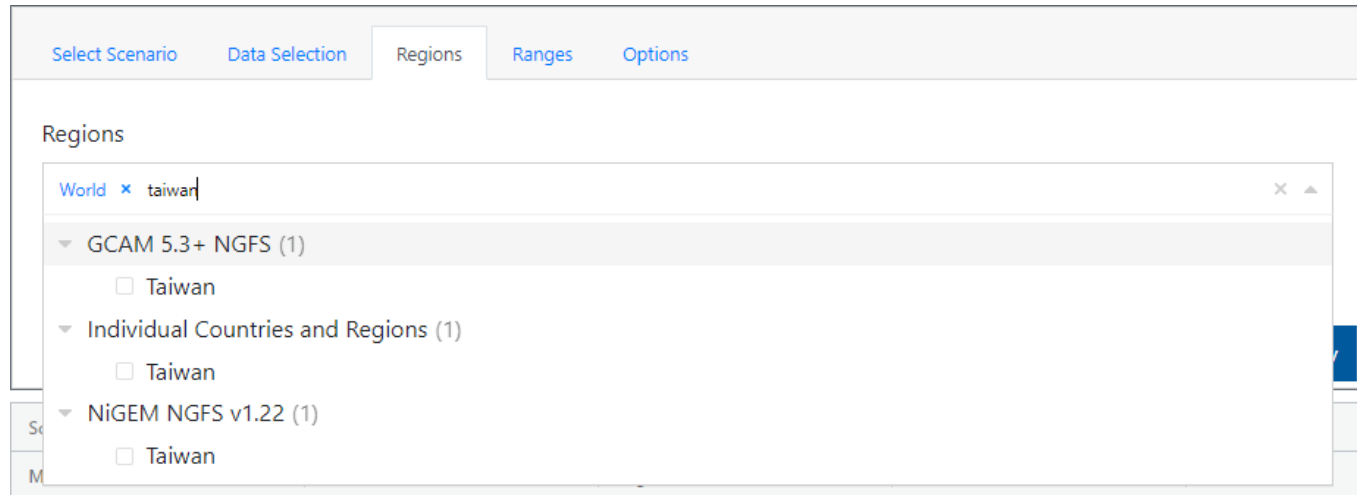 Select Scenario Data Selection Regions Ranges Options
Regions
World × taiwan
GCAM 5.3+ NGFS (1)
Taiwan
Individual Countries and Regions (1)
Taiwan
NiGEM NGFS v1.22 (1)
Taiwan